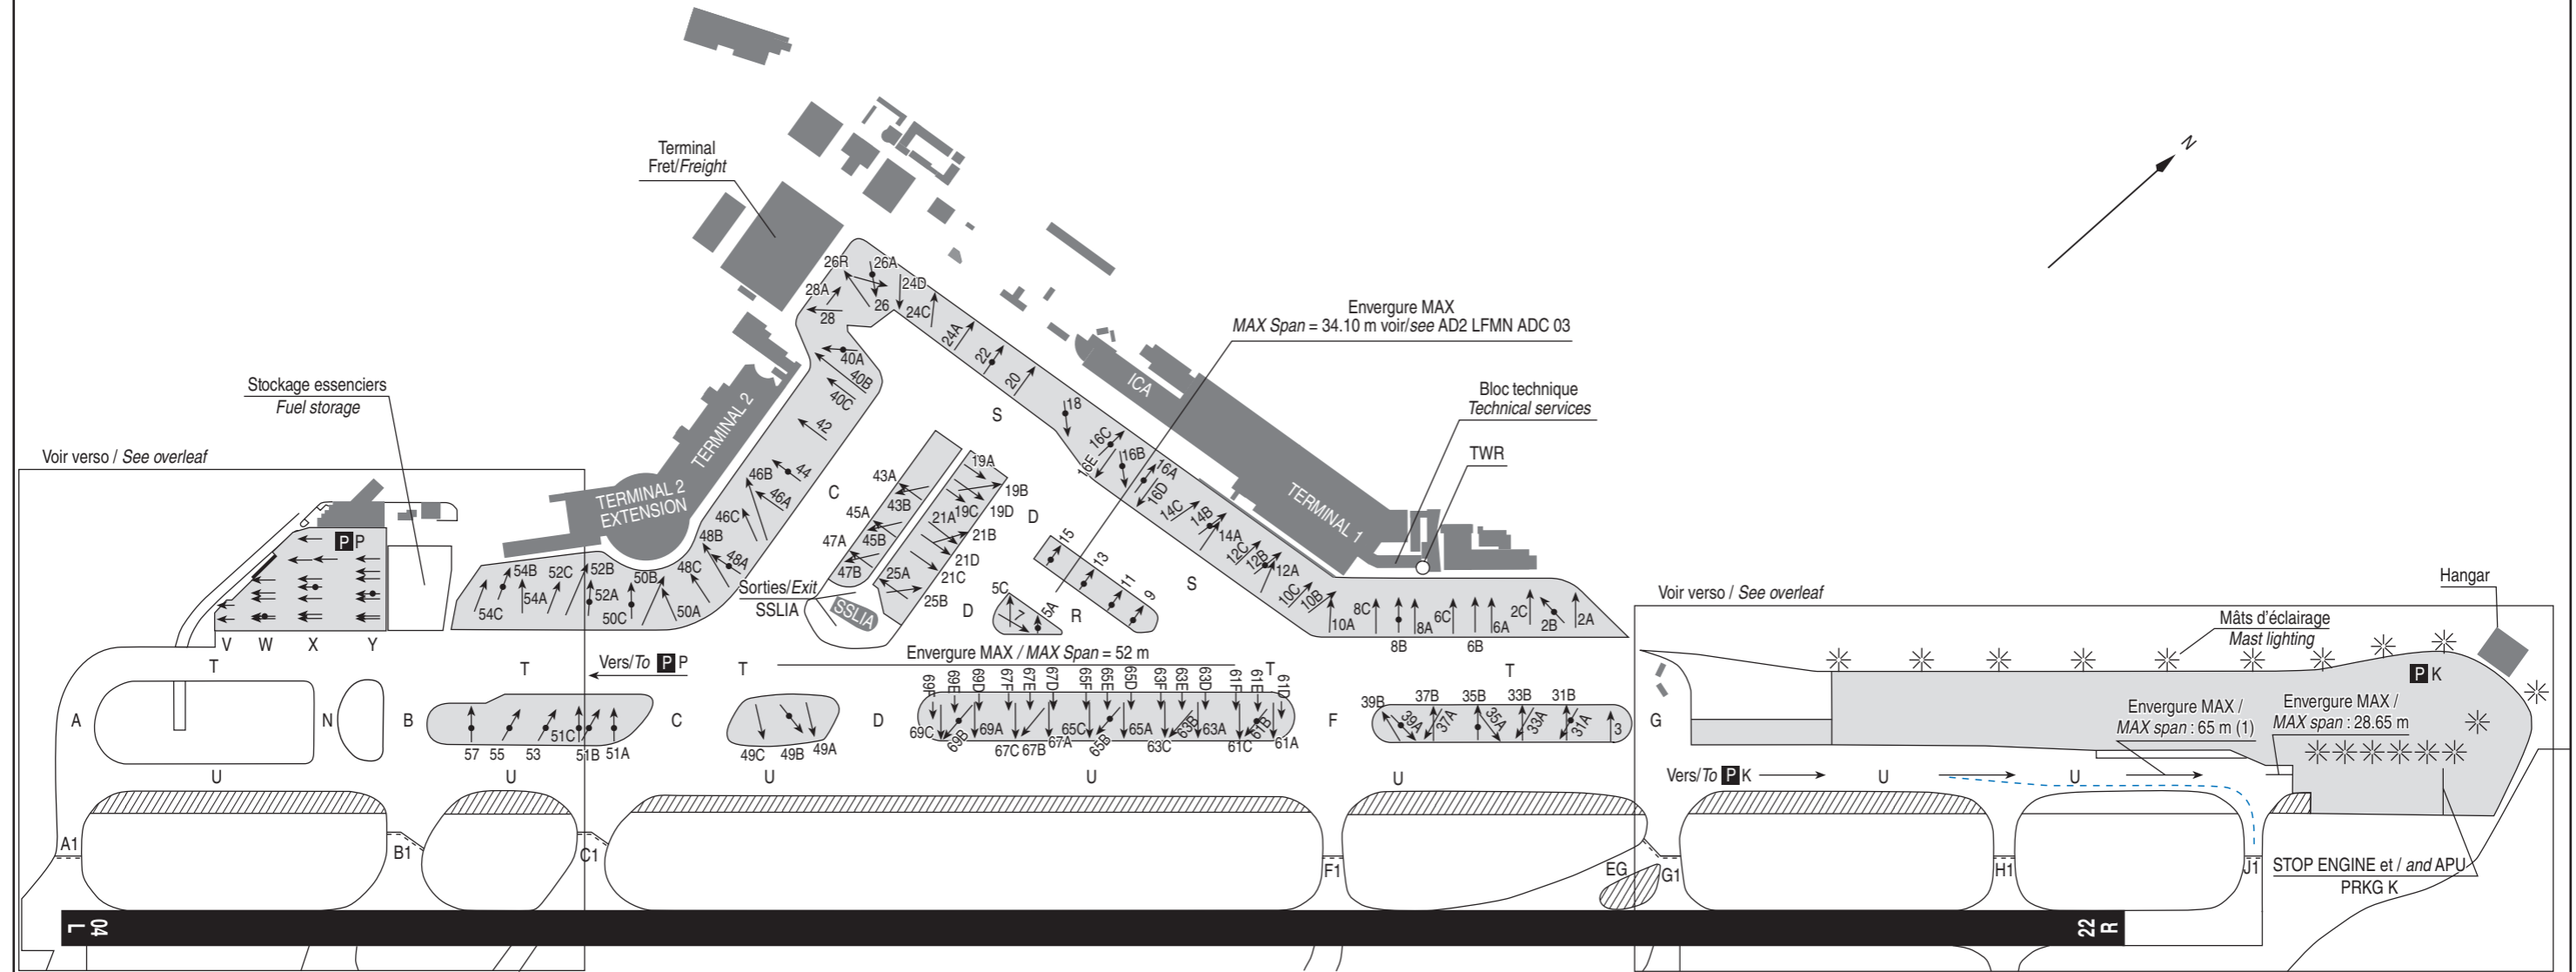 N
Terminal
Fret/Freight
26R
26A
24D
28A
26
24C
28
24A
22
20
40A
40B
40C
42
44
46B
46A
46C
48B
48A
48C
Envergure MAX
MAX Span = 34.10 m voir/see AD2 LFMN ADC 03
Bloc technique
Technical services
TWR
Stockage essenciers
Fuel storage
Voir verso / See overleaf
ICA
TERMINAL 1
TERMINAL 2
TERMINAL 2
EXTENSION
S
C
D
18
16C
16E
16B
16A
16D
14C
14B
14A
12C
12B
12A
10C
10B
10A
8C
8B
8A
6C
6B
6A
2C
2B
2A
19A
19B
19C
19D
43A
43B
21A
21B
45A
45B
21D
47A
21C
47B
25A
25B
15
13
11
9
5C
7
5A
R
S
D
Sorties/Exit
SSLIA
SSLIA
P P
54B
54C
54A
52C
52B
52A
50B
50C
50A
V W X Y
T
T
Vers/To P P
T
Envergure MAX / MAX Span = 52 m
T
T
Voir verso / See overleaf
Hangar
Mâts d'éclairage
Mast lighting
P K
Envergure MAX /
MAX span : 65 m (1)
Envergure MAX /
MAX span : 28.65 m
69F 69E 69D 67F 67E 67D 65F 65E 65D 63F 63E 63D 61F 61E 61D
A
N
B
C
D
F
G
57 55 53 51C 51B 51A
49C 49B 49A
69C 69B 69A 67C 67B 67A 65C 65B 65A 63C 63B 63A 61C 61B 61A
39B 37B 35B 33B 31B
39A 37A 35A 33A 31A 3
U
U
U
U
U
Vers/To P K
U
U
A1
B1
C1
F1
EG
G1
H1
J1
STOP ENGINE et / and APU
PRKG K
04
L
22
R